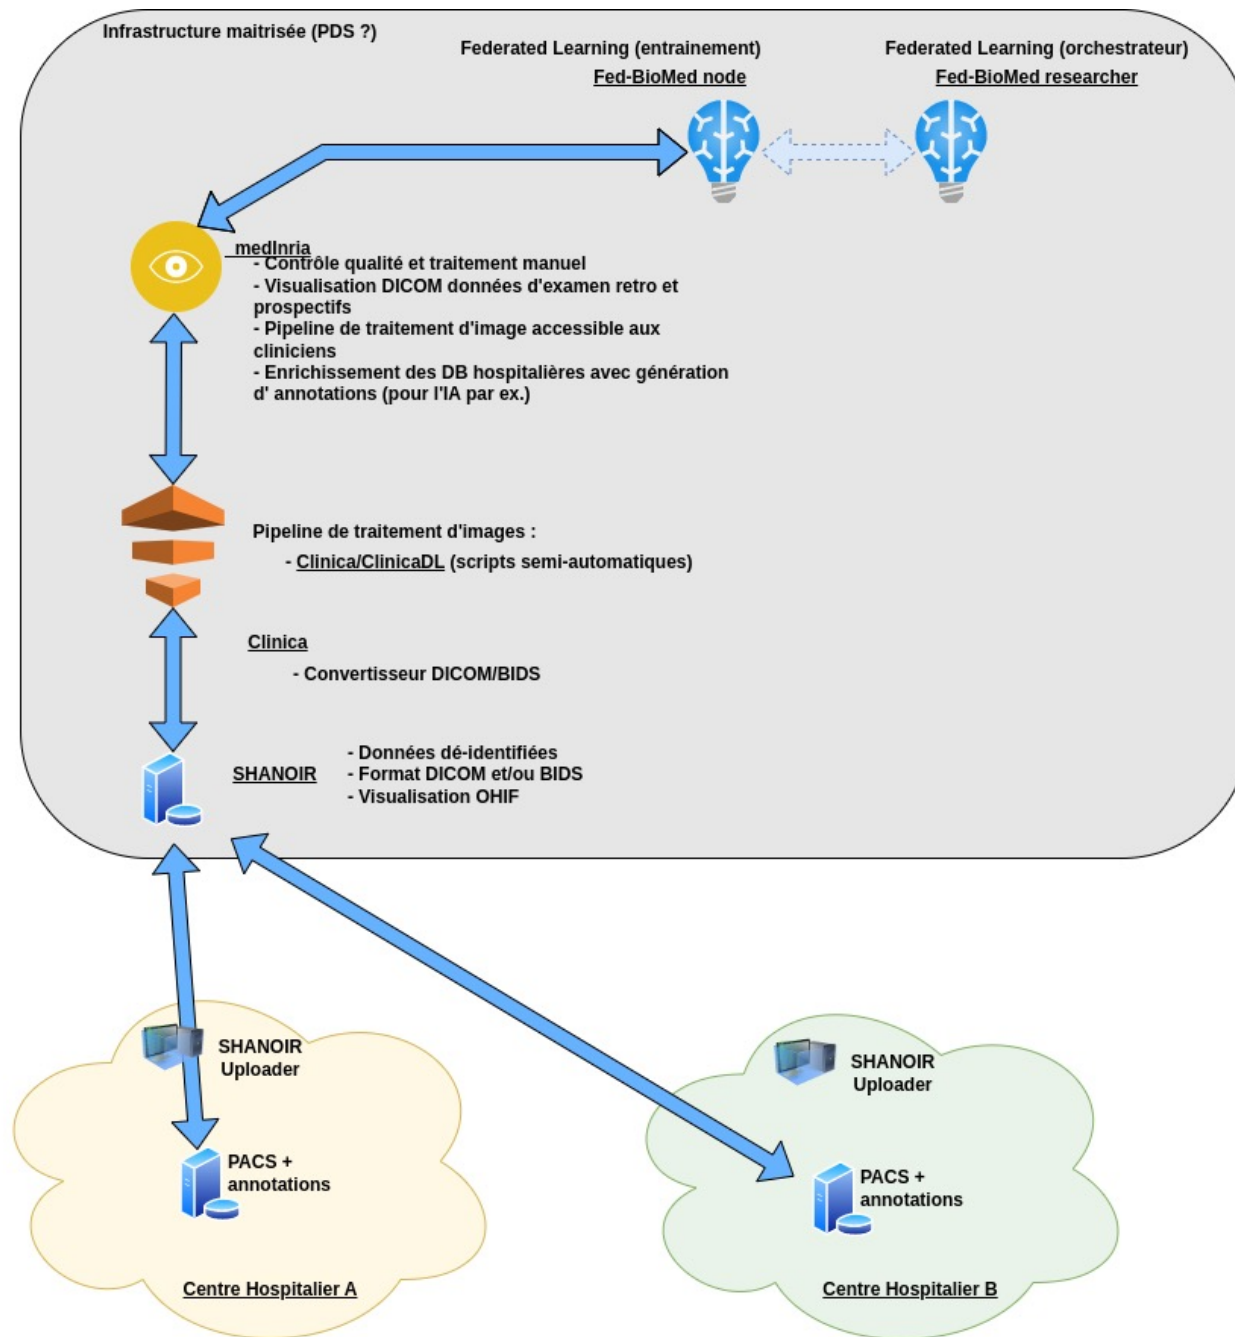 Infrastructure maitrisée (PDS ?)
Federated Learning (entrainement)
Fed-BioMed node
Federated Learning (orchestrateur)
Fed-BioMed researcher
medInria
- Contrôle qualité et traitement manuel
- Visualisation DICOM données d'examen retro et
prospectifs
- Pipeline de traitement d'image accessible aux
cliniciens
- Enrichissement des DB hospitalières avec génération
d' annotations (pour l'IA par ex.)
Pipeline de traitement d'images :
- Clinica/ClinicaDL (scripts semi-automatiques)
Clinica
- Convertisseur DICOM/BIDS
SHANOIR
- Données dé-identifiées
- Format DICOM et/ou BIDS
- Visualisation OHIF
SHANOIR
Uploader
PACS +
annotations
Centre Hospitalier A
SHANOIR
Uploader
PACS +
annotations
Centre Hospitalier B